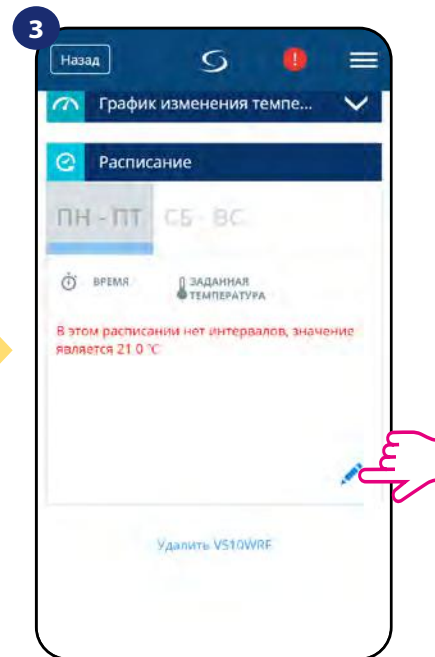 3
Назад
!
График изменения темпе...
Расписание
ПН - ПТ СБ - ВС
ВРЕМЯ ЗАДАННАЯ
ТЕМПЕРАТУРА
В этом расписании нет интервалов, значение
является 21 0 °C
Удалить VS10WRF